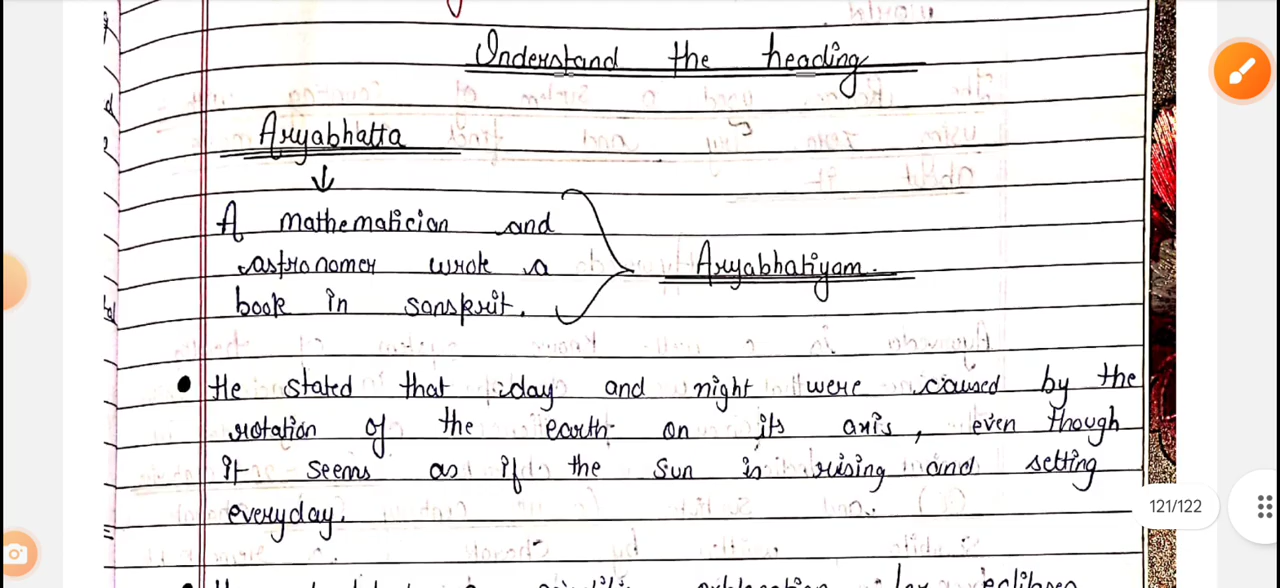 Understand the heading
Aryabhatta
↓
A mathematician and
astronomer wrote a
book in sanskrit.
Aryabhatiyam.
• He stated that day and night were caused by the
rotation of the earth on its axis, even though
it seems as if the Sun is rising and setting
everyday.
121/122